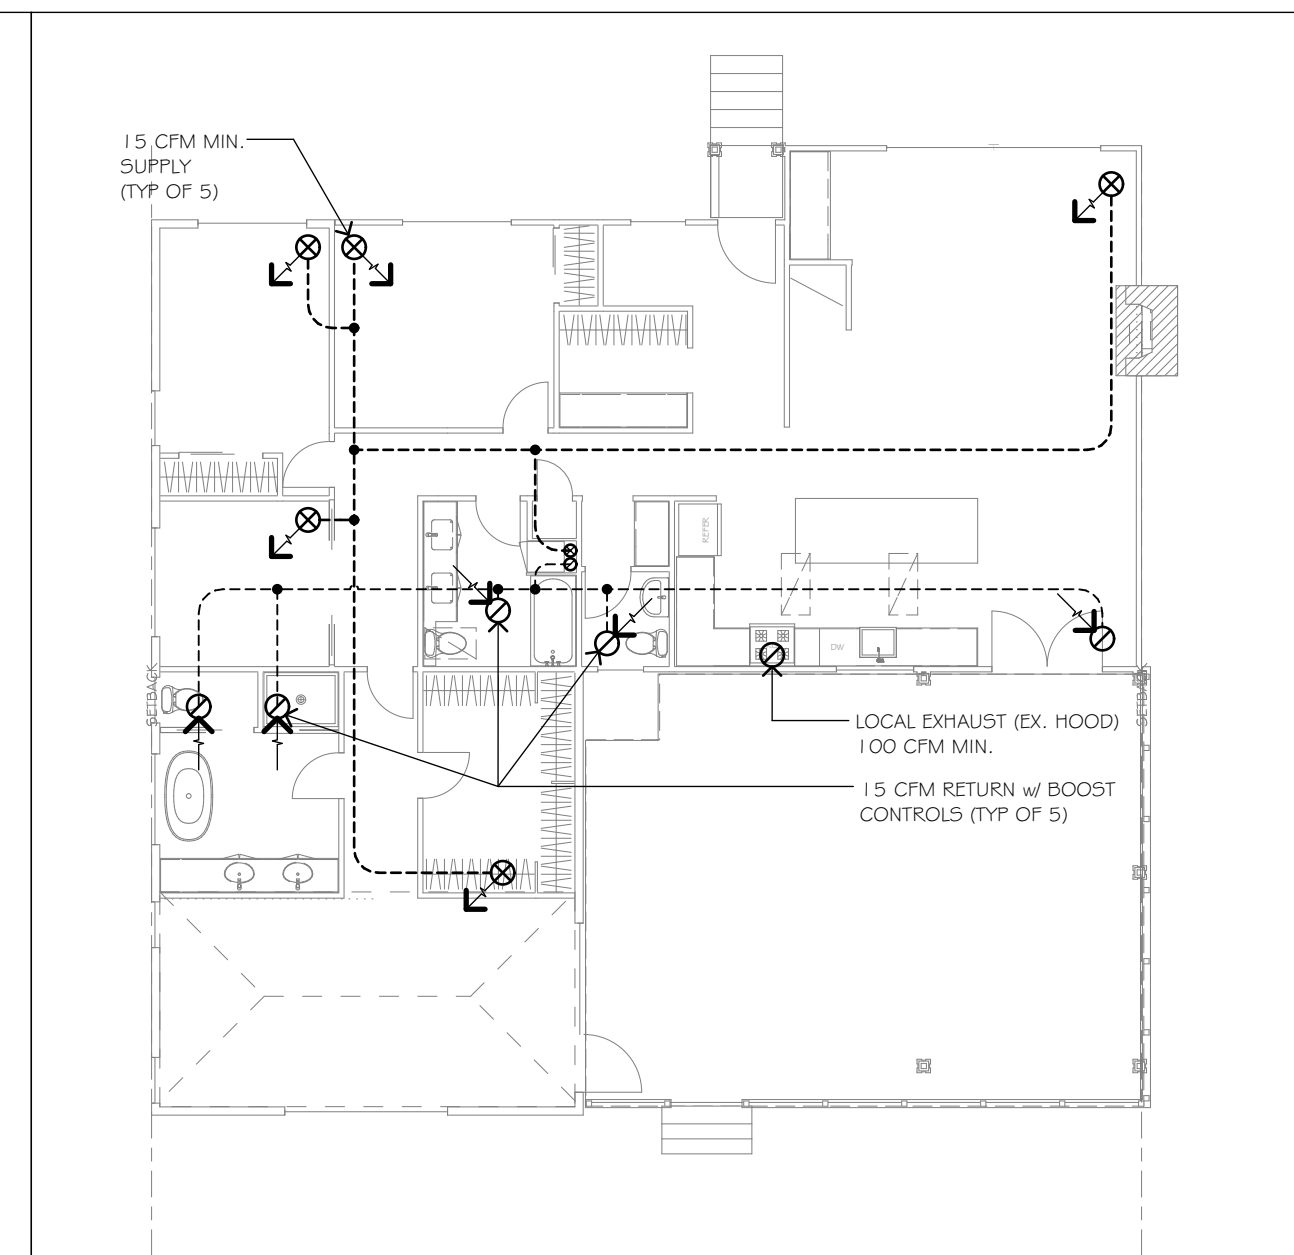 15 CFM MIN.
SUPPLY
(TYP OF 5)
REFER
DW
SETBACK
SETBACK
LOCAL EXHAUST (EX. HOOD)
100 CFM MIN.
15 CFM RETURN w/ BOOST
CONTROLS (TYP OF 5)